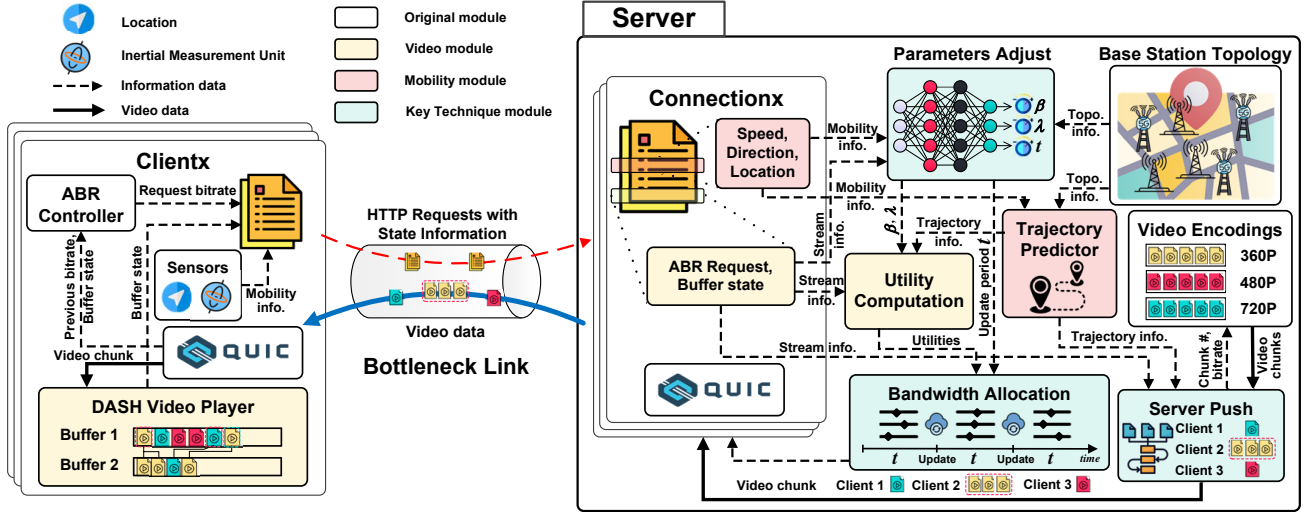 Location
Inertial Measurement Unit
Information data
Video data
Original module
Video module
Mobility module
Key Technique module
Clientx
ABR
Controller
Request bitrate
Previous bitrate,
Buffer state
Buffer state
Sensors
Mobility
info.
QUIC
Video chunk
DASH Video Player
Buffer 1
Buffer 2
HTTP Requests with
State Information
Video data
Bottleneck Link
Server
Connectionx
Speed,
Direction,
Location
ABR Request,
Buffer state
QUIC
Mobility
info.
Mobility
info.
Stream
info.
Stream
info.
Stream info.
Parameters Adjust
β
λ
t
β, λ
Update period t
Base Station Topology
5G
5G
5G
Topo.
info.
Topo.
info.
Trajectory
info.
Trajectory
Predictor
Trajectory info.
Utility
Computation
Utilities
Video Encodings
360P
480P
720P
Chunk #,
bitrate
Video
chunks
Bandwidth Allocation
t
Update
t
Update
t
time
Server Push
Client 1
Client 2
Client 3
Video chunk
Client 1
Client 2
Client 3